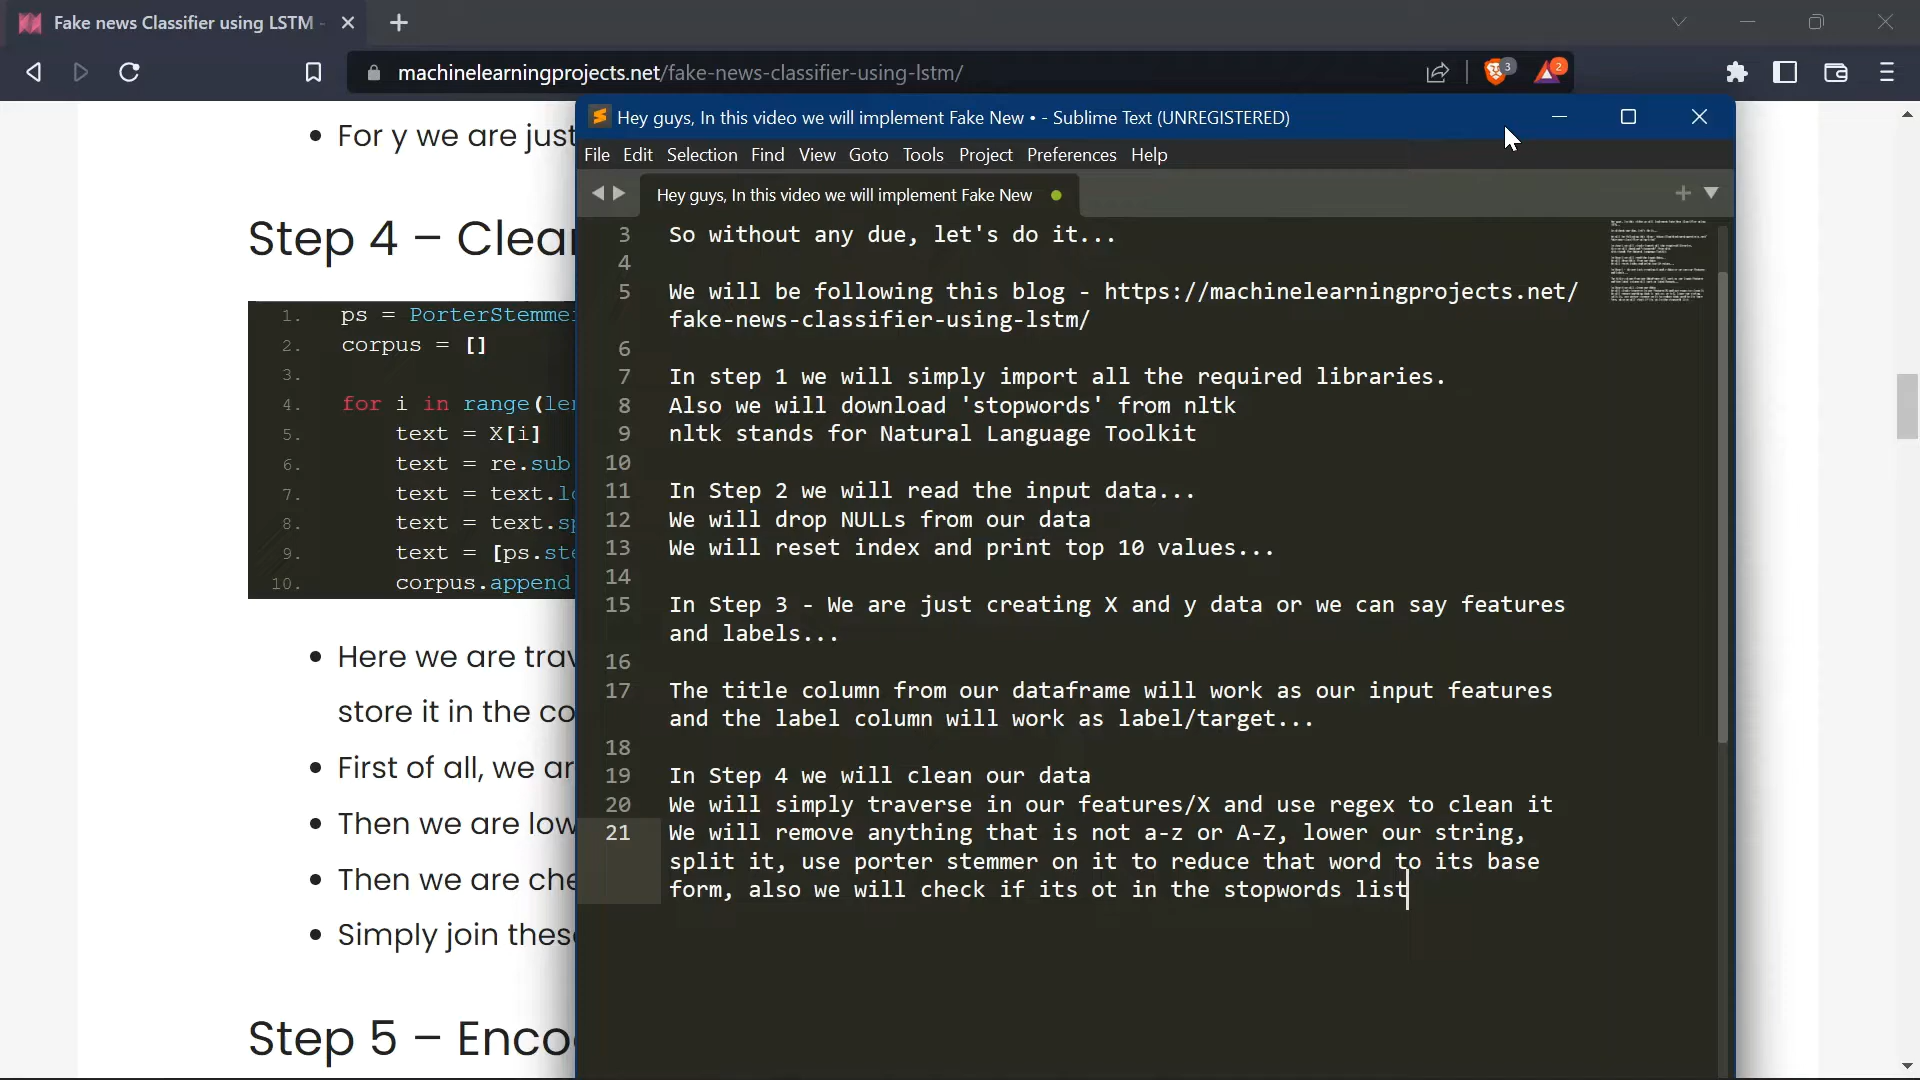 Fake news Classifier using LSTM -
machinelearningprojects.net/fake-news-classifier-using-lstm/
3
2
For y we are just
Step 4 – Clea
1. ps = PorterStemme
2. corpus = []
3.
4. for i in range(le
5. text = X[i]
6. text = re.sub
7. text = text.l
8. text = text.s
9. text = [ps.ste
10. corpus.append
Here we are tra
store it in the co
First of all, we ar
Then we are low
Then we are che
Simply join thes
Step 5 – Enco
Hey guys, In this video we will implement Fake New • - Sublime Text (UNREGISTERED)
File Edit Selection Find View Goto Tools Project Preferences Help
Hey guys, In this video we will implement Fake New
3 So without any due, let's do it...
4
5 We will be following this blog - https://machinelearningprojects.net/
fake-news-classifier-using-lstm/
6
7 In step 1 we will simply import all the required libraries.
8 Also we will download 'stopwords' from nltk
9 nltk stands for Natural Language Toolkit
10
11 In Step 2 we will read the input data...
12 We will drop NULLs from our data
13 We will reset index and print top 10 values...
14
15 In Step 3 - We are just creating X and y data or we can say features
and labels...
16
17 The title column from our dataframe will work as our input features
and the label column will work as label/target...
18
19 In Step 4 we will clean our data
20 We will simply traverse in our features/X and use regex to clean it
21 We will remove anything that is not a-z or A-Z, lower our string,
split it, use porter stemmer on it to reduce that word to its base
form, also we will check if its ot in the stopwords list